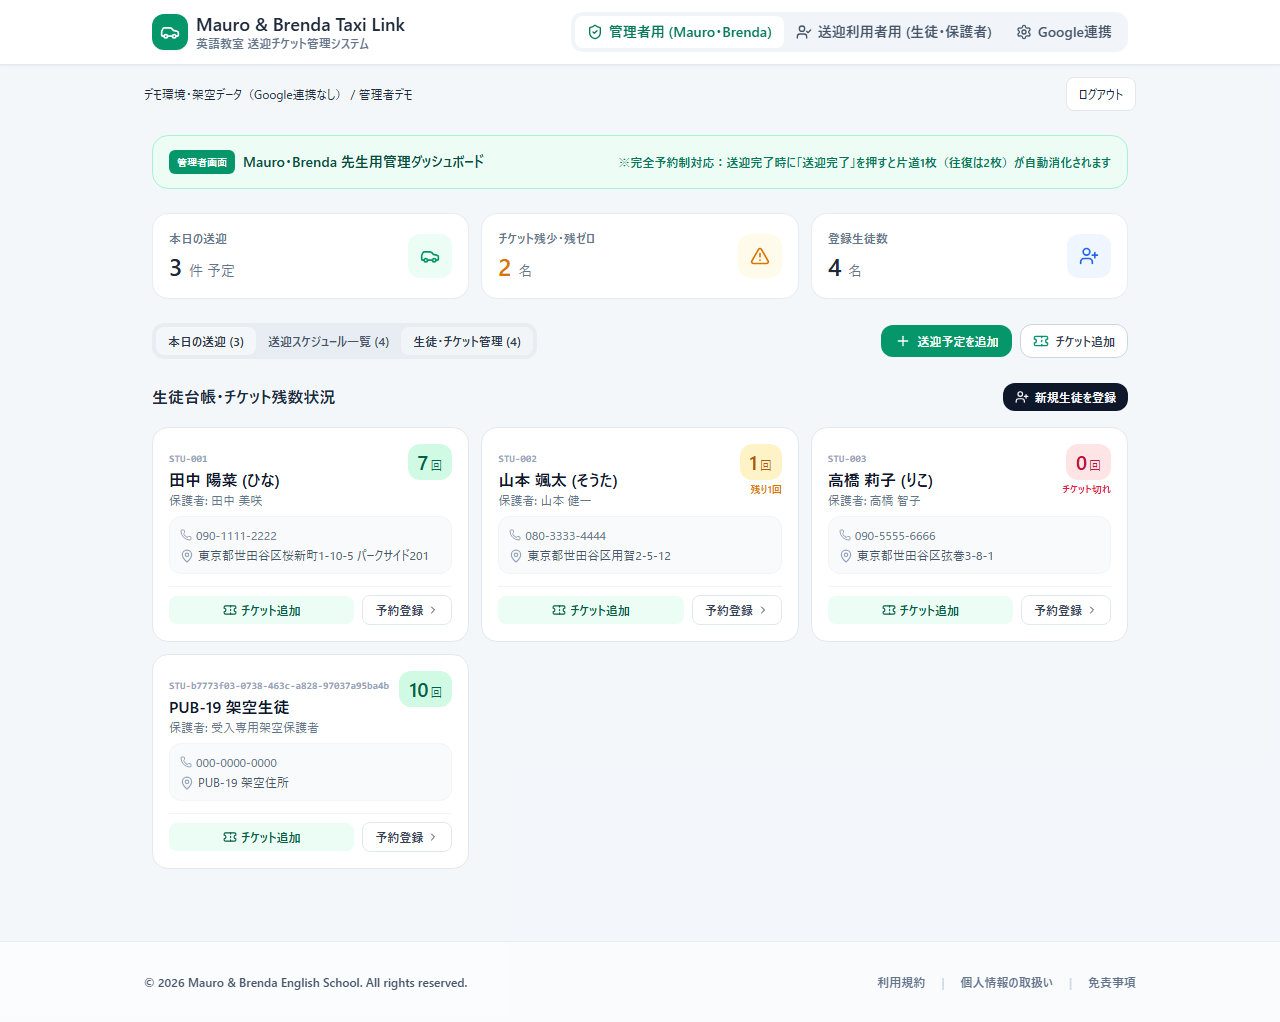 Mauro & Brenda Taxi Link
英語教室 送迎チケット管理システム
管理者用 (Mauro・Brenda)
送迎利用者用 (生徒・保護者)
Google連携
デモ環境・架空データ（Google連携なし） / 管理者デモ
ログアウト
管理者画面
Mauro・Brenda 先生用管理ダッシュボード
※完全予約制対応：送迎完了時に「送迎完了」を押すと片道1枚（往復は2枚）が自動消化されます
本日の送迎
3 件 予定
チケット残少・残ゼロ
2 名
登録生徒数
4 名
本日の送迎 (3)
送迎スケジュール一覧 (4)
生徒・チケット管理 (4)
送迎予定を追加
チケット追加
生徒台帳・チケット残数状況
新規生徒を登録
STU-001
田中 陽菜 (ひな)
保護者: 田中 美咲
7回
090-1111-2222
東京都世田谷区桜新町1-10-5 パークサイド201
チケット追加
予約登録
STU-002
山本 颯太 (そうた)
保護者: 山本 健一
1回
残り1回
080-3333-4444
東京都世田谷区用賀2-5-12
チケット追加
予約登録
STU-003
高橋 莉子 (りこ)
保護者: 高橋 智子
0回
チケット切れ
090-5555-6666
東京都世田谷区弦巻3-8-1
チケット追加
予約登録
STU-b7773f03-0738-463c-a828-97037a95ba4b
PUB-19 架空生徒
保護者: 受入専用架空保護者
10回
000-0000-0000
PUB-19 架空住所
チケット追加
予約登録
© 2026 Mauro & Brenda English School. All rights reserved.
利用規約 | 個人情報の取扱い | 免責事項